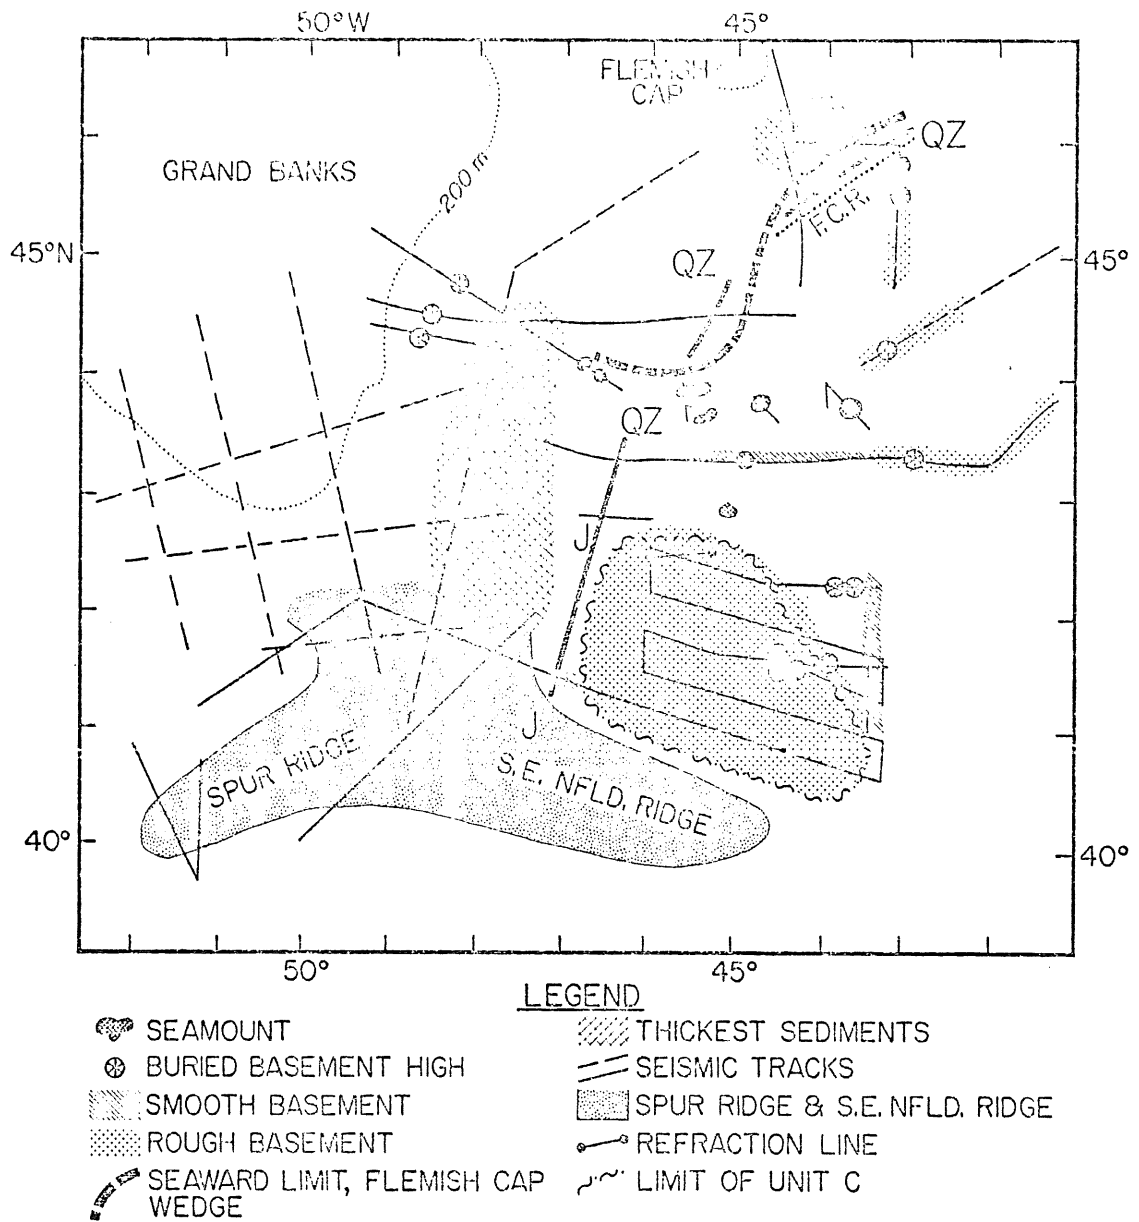 50°W 45°
FLEMISH
CAP
QZ
GRAND BANKS
200 m
F.C.R.
45°N 45°
QZ
QZ
J
J
SPUR RIDGE
S.E. NFLD. RIDGE
40° 40°
50° 45°
LEGEND
SEAMOUNT
BURIED BASEMENT HIGH
SMOOTH BASEMENT
ROUGH BASEMENT
SEAWARD LIMIT, FLEMISH CAP
WEDGE
THICKEST SEDIMENTS
SEISMIC TRACKS
SPUR RIDGE & S.E. NFLD. RIDGE
REFRACTION LINE
LIMIT OF UNIT C